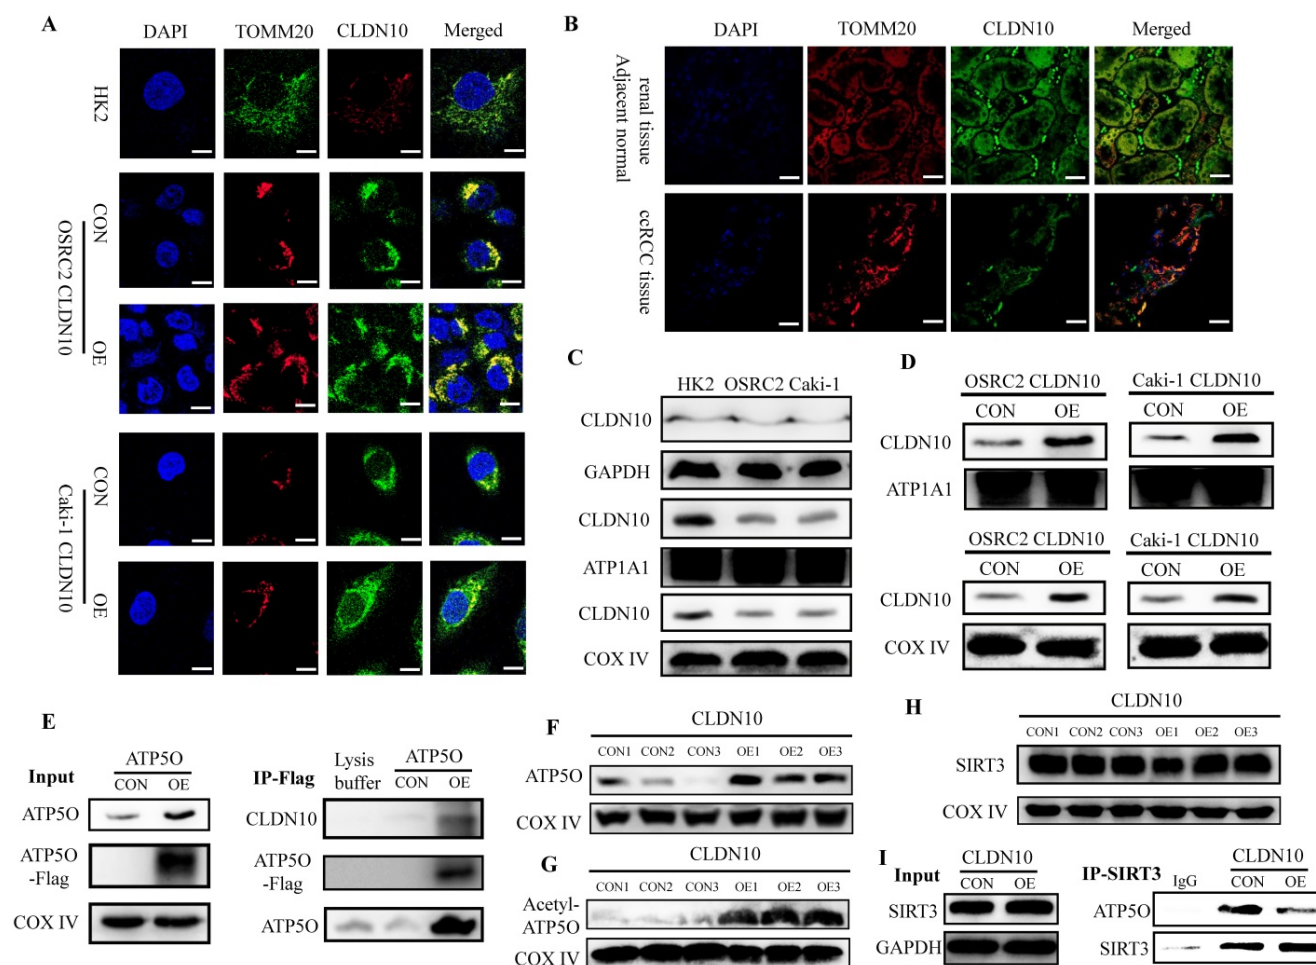 A
DAPI TOMM20 CLDN10 Merged
HK2
CON
OE
OSRC2 CLDN10
CON
OE
Caki-1 CLDN10
B
DAPI TOMM20 CLDN10 Merged
renal tissue
Adjacent normal
ccRCC tissue
C
HK2 OSRC2 Caki-1
CLDN10
GAPDH
CLDN10
ATP1A1
CLDN10
COX IV
D
OSRC2 CLDN10 Caki-1 CLDN10
CON OE CON OE
CLDN10
ATP1A1
OSRC2 CLDN10 Caki-1 CLDN10
CON OE CON OE
CLDN10
COX IV
E
Input
ATP5O
CON OE
ATP5O
ATP5O
-Flag
COX IV
IP-Flag
Lysis
buffer
ATP5O
CON OE
CLDN10
ATP5O
-Flag
ATP5O
F
CLDN10
CON1 CON2 CON3 OE1 OE2 OE3
ATP5O
COX IV
G
CLDN10
CON1 CON2 CON3 OE1 OE2 OE3
Acetyl-
ATP5O
COX IV
H
CLDN10
CON1 CON2 CON3 OE1 OE2 OE3
SIRT3
COX IV
I
Input
CLDN10
CON OE
SIRT3
GAPDH
IP-SIRT3
IgG
CLDN10
CON OE
ATP5O
SIRT3